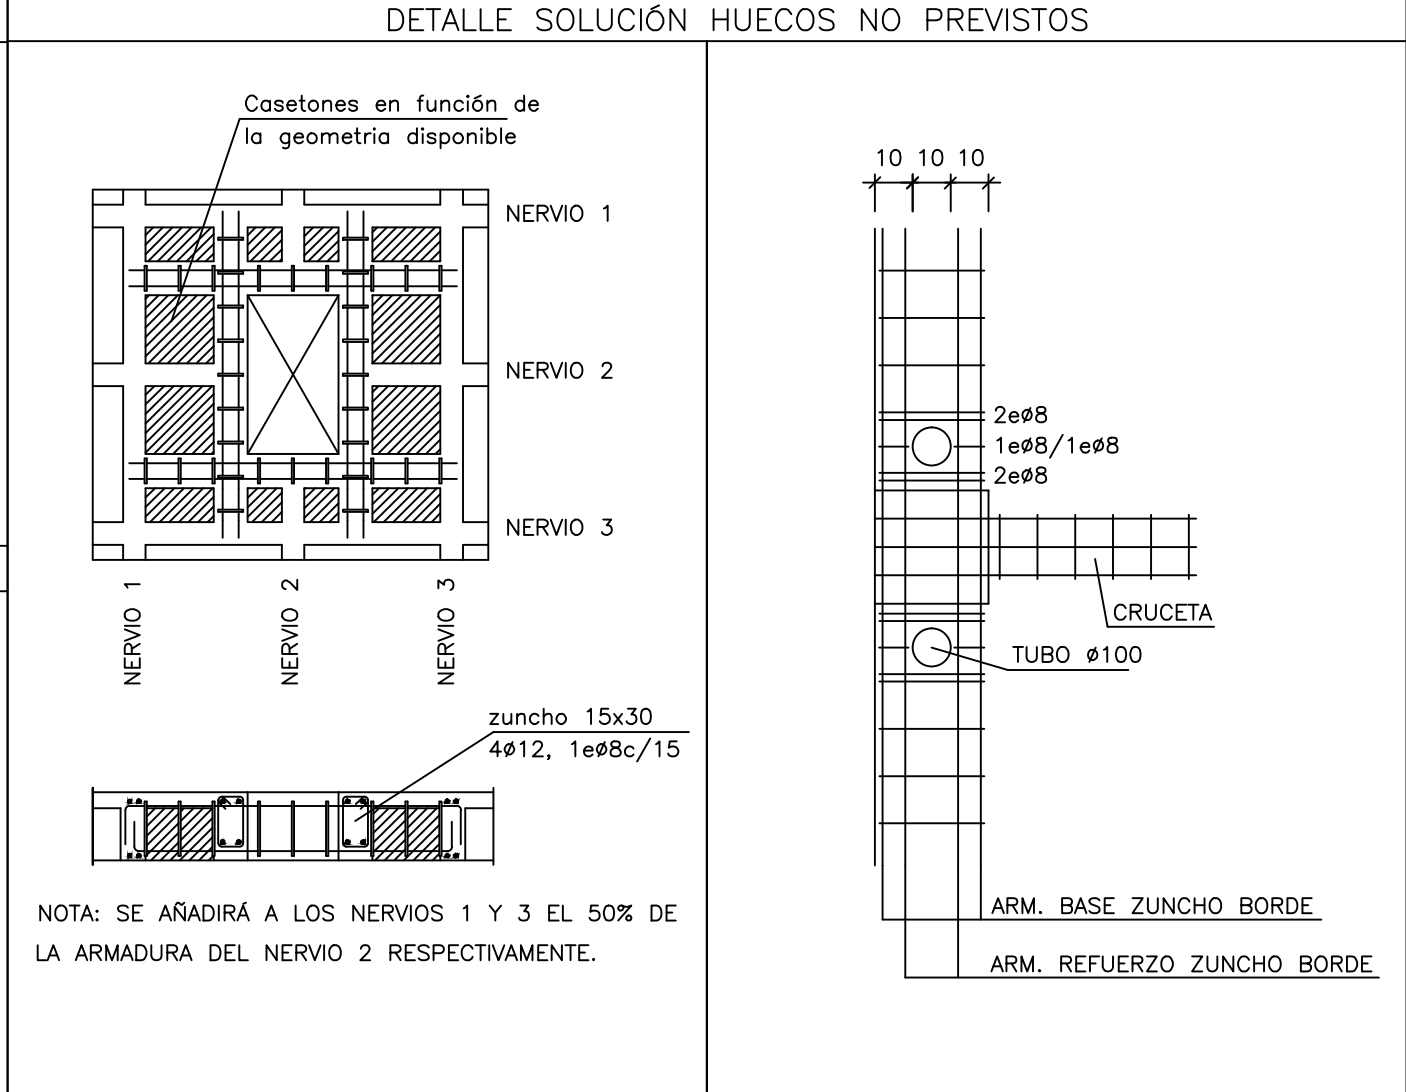 DETALLE SOLUCIÓN HUECOS NO PREVISTOS
Casetones en función de
la geometria disponible
NERVIO 1
NERVIO 2
NERVIO 3
NERVIO 1
NERVIO 2
NERVIO 3
zuncho 15x30
4ø12, 1eø8c/15
NOTA: SE AÑADIRÁ A LOS NERVIOS 1 Y 3 EL 50% DE
LA ARMADURA DEL NERVIO 2 RESPECTIVAMENTE.
10 10 10
2eø8
1eø8/1eø8
2eø8
CRUCETA
TUBO ø100
ARM. BASE ZUNCHO BORDE
ARM. REFUERZO ZUNCHO BORDE